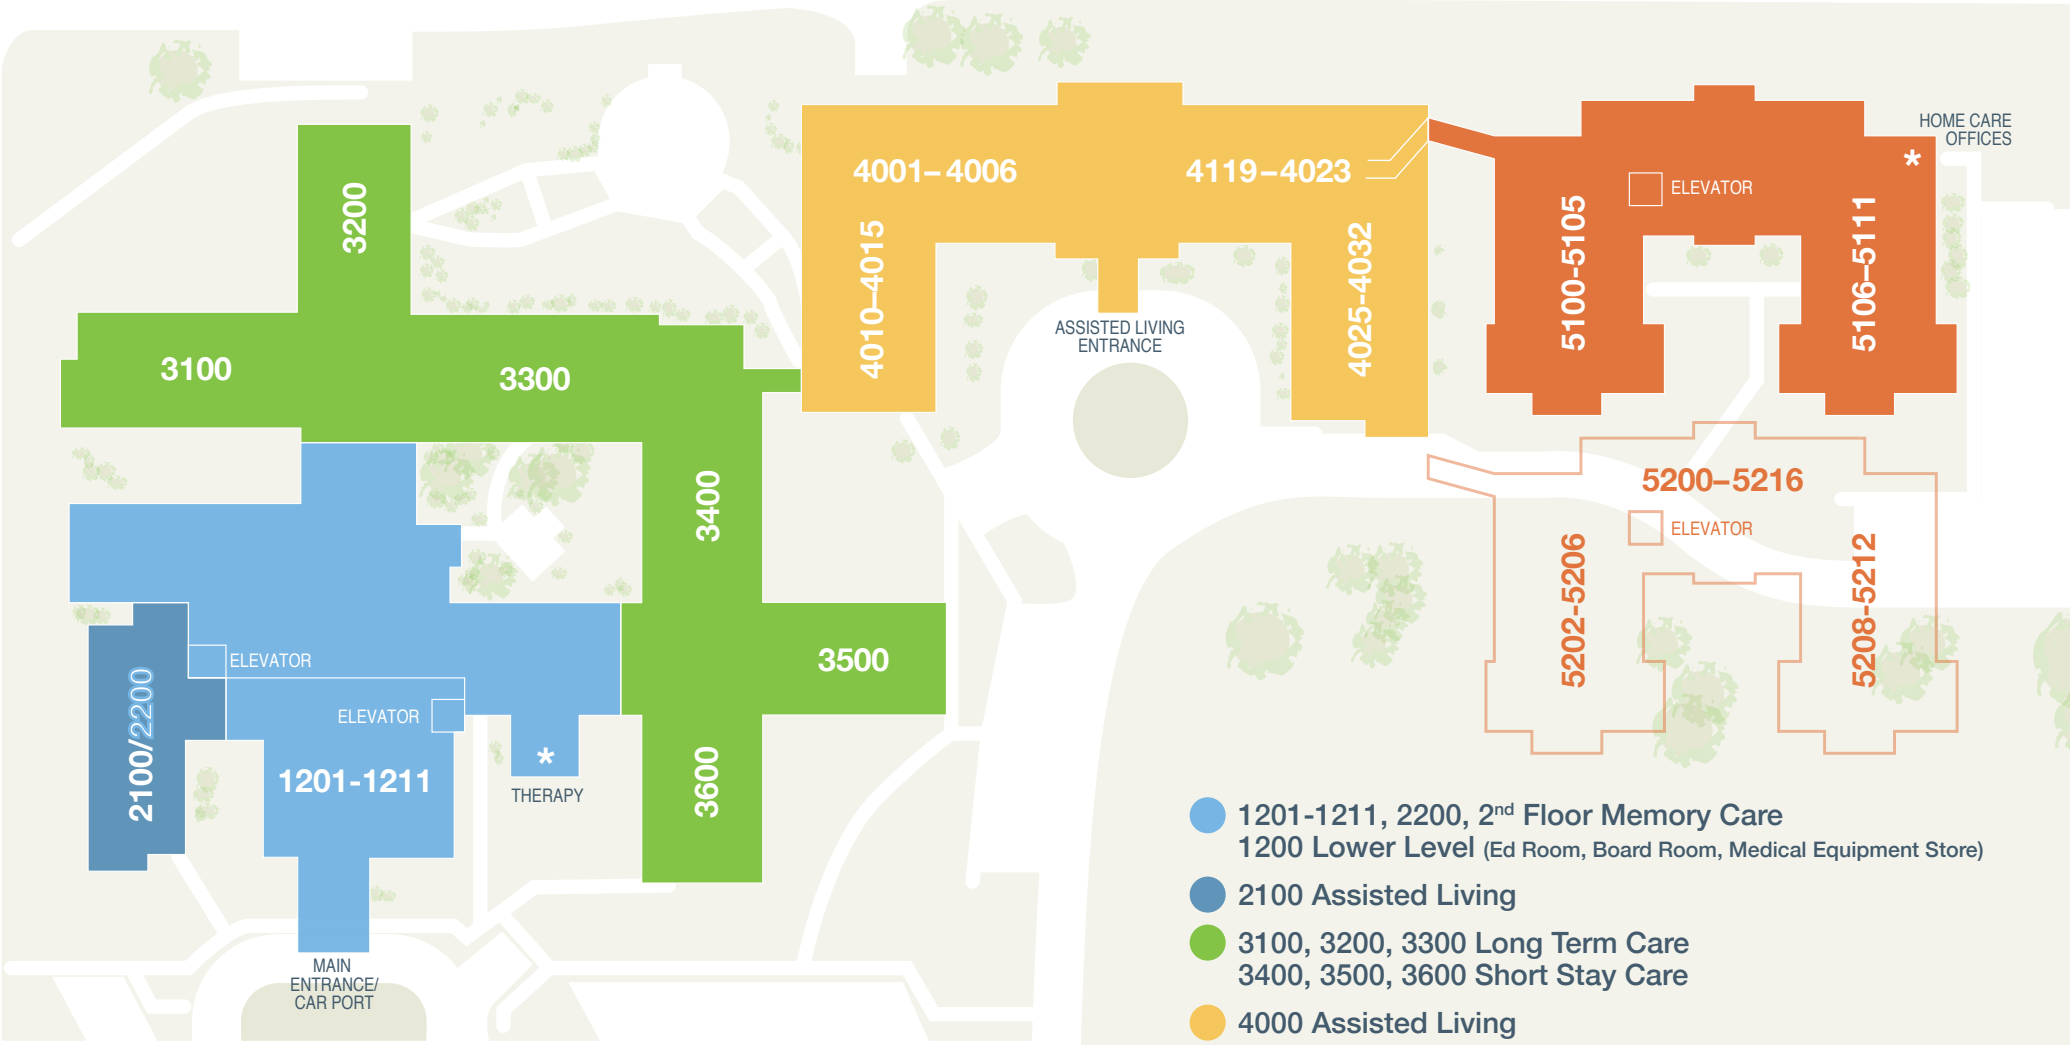 HOME CARE
OFFICES
*
4001–4006
4119–4023
ELEVATOR
3200
4010–4015
4025-4032
5100-5105
5106–5111
ASSISTED LIVING
ENTRANCE
3100
3300
3400
5200–5216
ELEVATOR
5202-5206
5208-5212
ELEVATOR
3500
2100/2200
ELEVATOR
1201-1211
*
THERAPY
3600
MAIN
ENTRANCE/
CAR PORT
1201-1211, 2200, 2nd Floor Memory Care
1200 Lower Level (Ed Room, Board Room, Medical Equipment Store)
2100 Assisted Living
3100, 3200, 3300 Long Term Care
3400, 3500, 3600 Short Stay Care
4000 Assisted Living